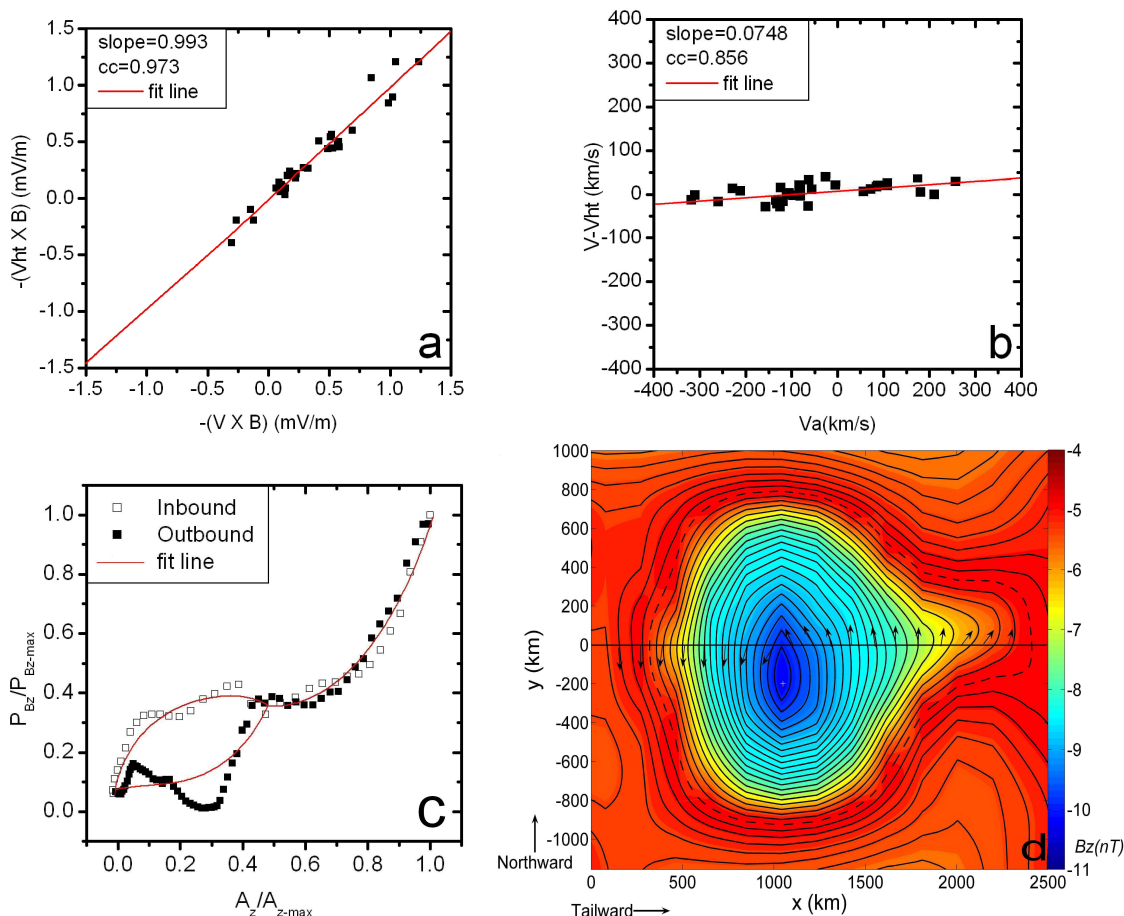 1.5
1.0
0.5
0.0
-0.5
-1.0
-1.5
-(Vht X B) (mV/m)
slope=0.993
cc=0.973
fit line
a
-1.5 -1.0 -0.5 0.0 0.5 1.0 1.5
-(V X B) (mV/m)
400
300
200
100
0
-100
-200
-300
-400
V-Vht (km/s)
slope=0.0748
cc=0.856
fit line
b
-400 -300 -200 -100 0 100 200 300 400
Va(km/s)
1.0
0.8
0.6
0.4
0.2
0.0
PBz/PBz-max
Inbound
Outbound
fit line
c
0.0 0.2 0.4 0.6 0.8 1.0
Az/Az-max
1000
800
600
400
200
0
-200
-400
-600
-800
-1000
y (km)
Northward
d
-4
-5
-6
-7
-8
-9
-10
-11
Bz(nT)
0 500 1000 1500 2000 2500
x (km)
Tailward